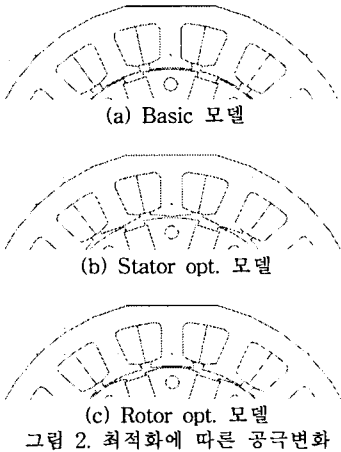 (a) Basic 모델
(b) Stator opt. 모델
(c) Rotor opt. 모델
그림 2. 최적화에 따른 공극변화